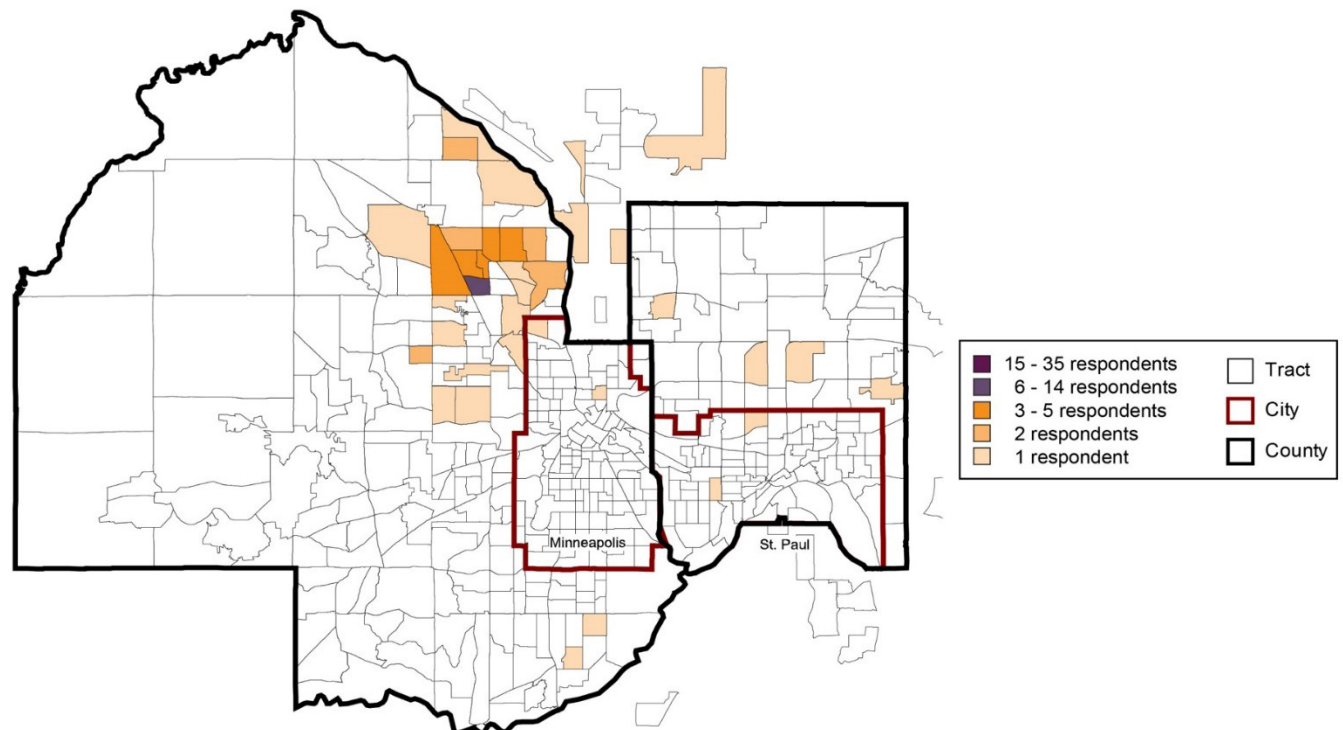 Minneapolis
St. Paul
15 - 35 respondents
6 - 14 respondents
3 - 5 respondents
2 respondents
1 respondent
Tract
City
County